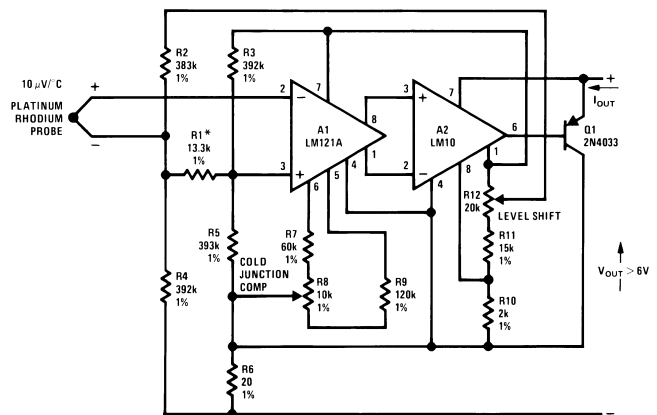 10 μV/°C
PLATINUM
RHODIUM
PROBE
+
−
R2
383k
1%
R3
392k
1%
R1*
13.3k
1%
2
−
3
+
7
A1
LM121A
8
1
4
5
6
3
+
2
−
7
A2
LM10
6
1
8
4
+
IOUT
Q1
2N4033
R12
20k
LEVEL SHIFT
R11
15k
1%
R10
2k
1%
VOUT > 6V
R5
393k
1%
R4
392k
1%
COLD
JUNCTION
COMP
R7
60k
1%
R8
10k
1%
R9
120k
1%
R6
20
1%
−